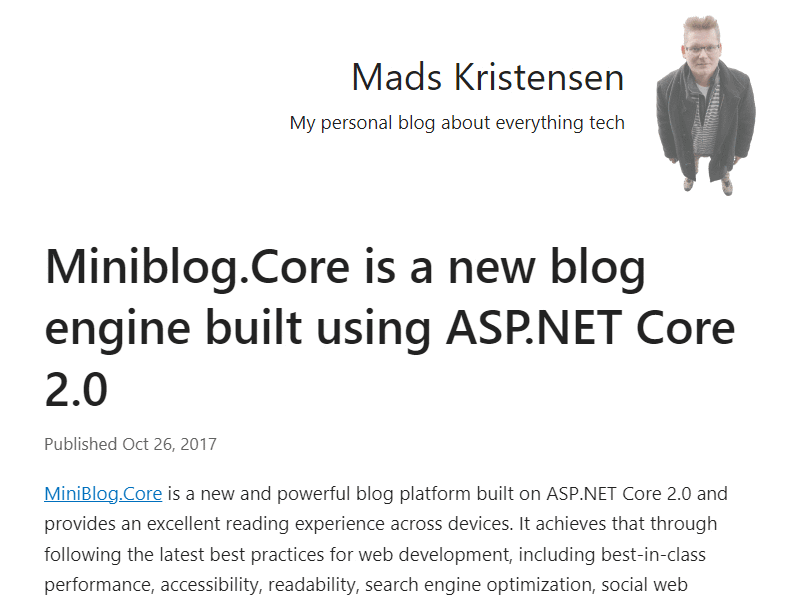 Mads Kristensen
My personal blog about everything tech
Miniblog.Core is a new blog
engine built using ASP.NET Core
2.0
Published Oct 26, 2017
MiniBlog.Core is a new and powerful blog platform built on ASP.NET Core 2.0 and
provides an excellent reading experience across devices. It achieves that through
following the latest best practices for web development, including best-in-class
performance, accessibility, readability, search engine optimization, social web